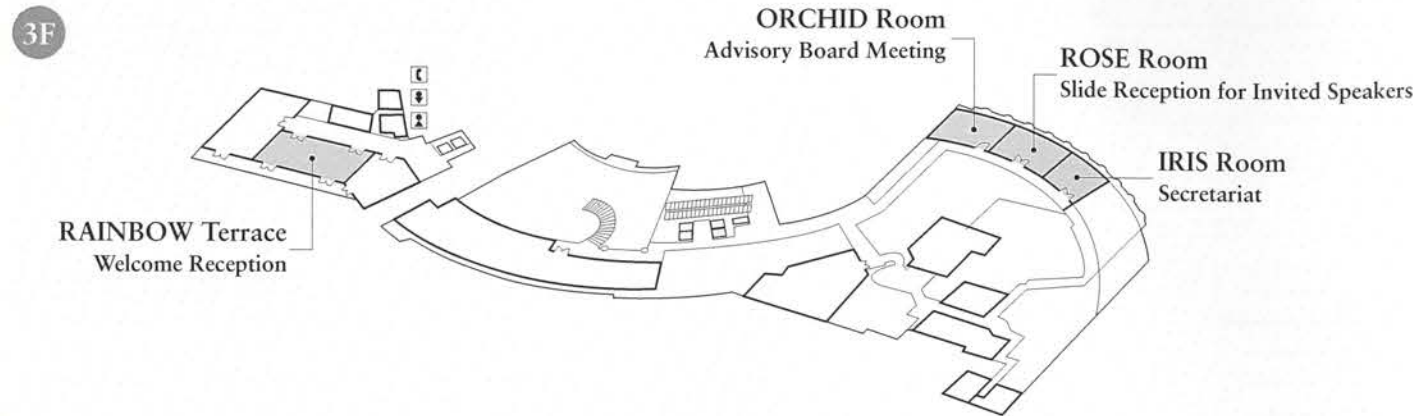 3F
ORCHID Room
Advisory Board Meeting
ROSE Room
Slide Reception for Invited Speakers
IRIS Room
Secretariat
RAINBOW Terrace
Welcome Reception